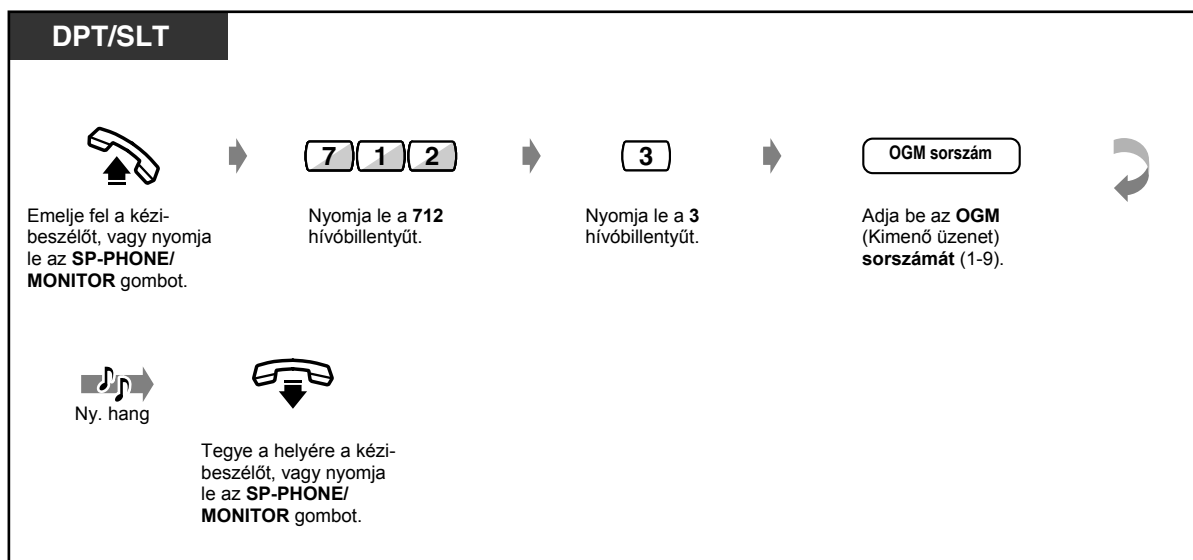 DPT/SLT
7 1 2
3
OGM sorszám
Emelje fel a kézi-
beszélőt, vagy nyomja
le az SP-PHONE/
MONITOR gombot.
Nyomja le a 712
hívóbillentyűt.
Nyomja le a 3
hívóbillentyűt.
Adja be az OGM
(Kimenő üzenet)
sorszámát (1-9).
Ny. hang
Tegye a helyére a kézi-
beszélőt, vagy nyomja
le az SP-PHONE/
MONITOR gombot.